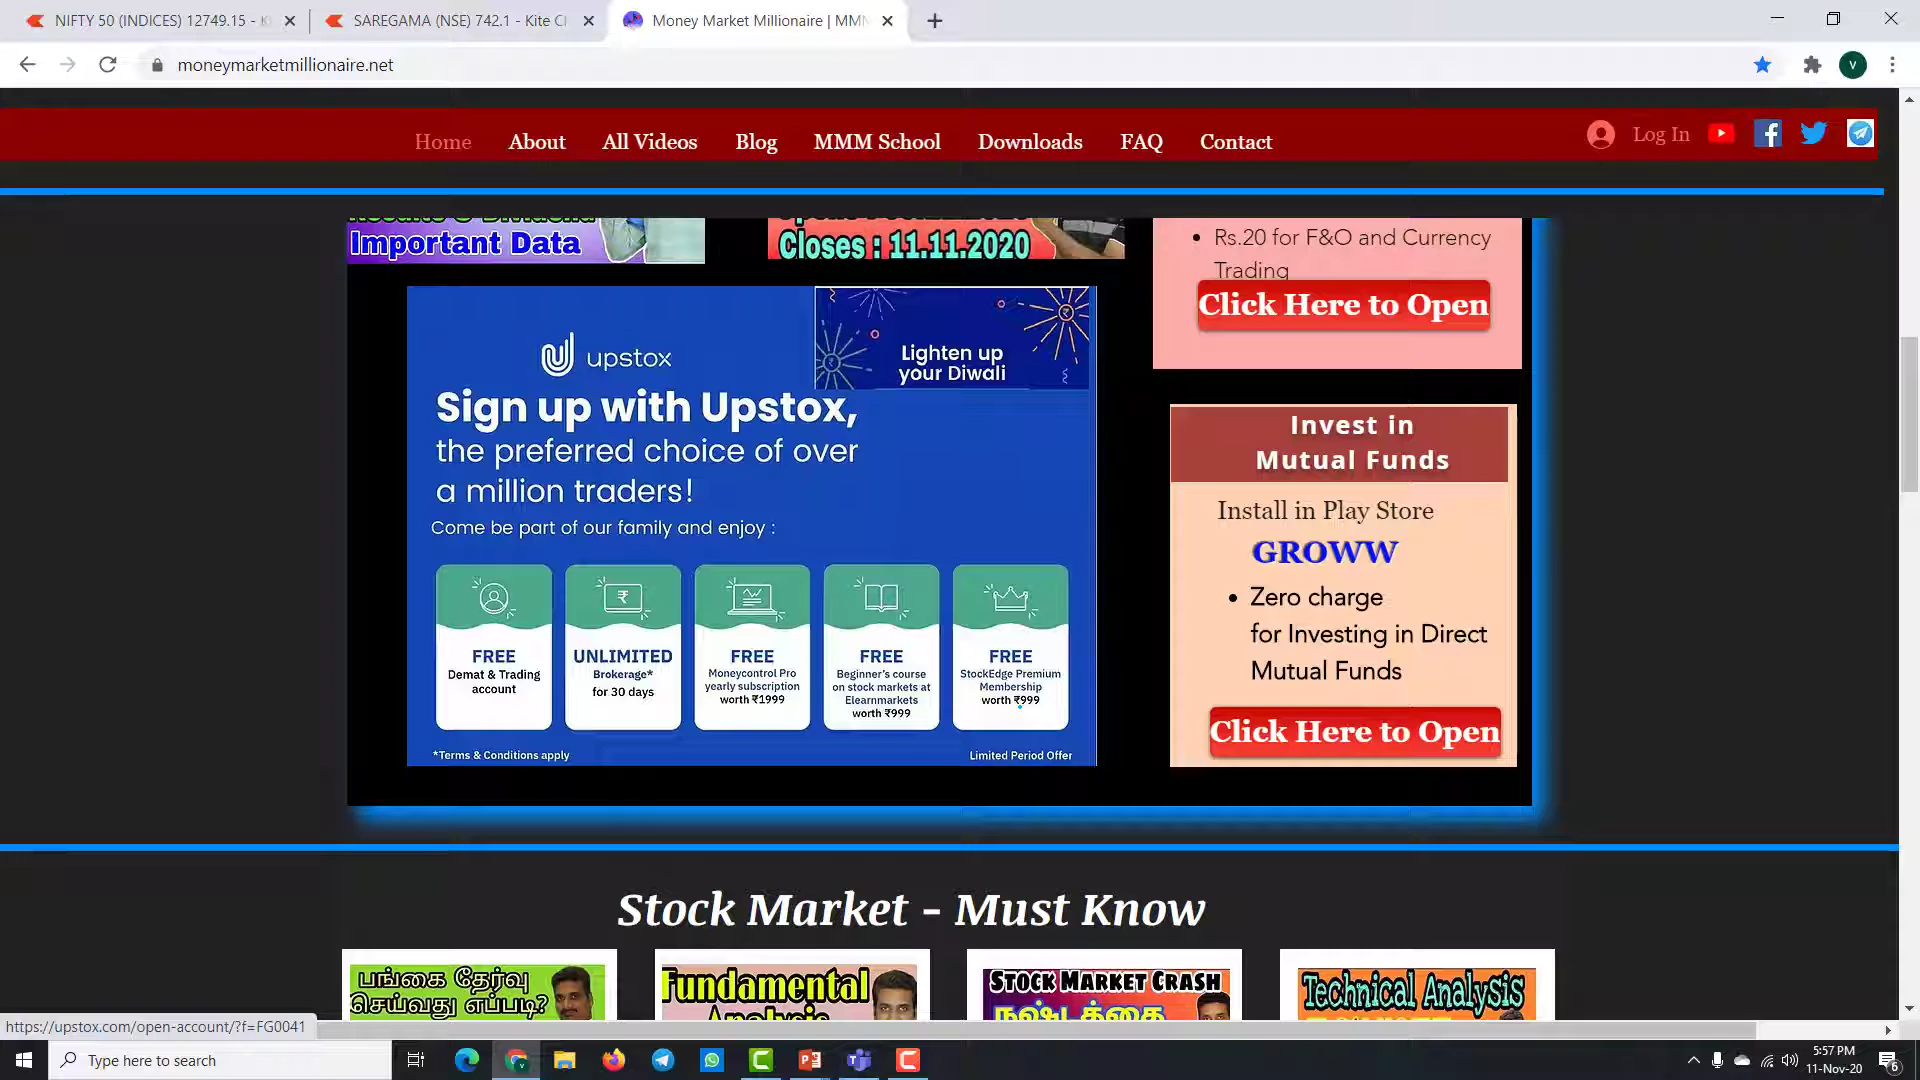 NIFTY 50 (INDICES) 12749.15 -
SAREGAMA (NSE) 742.1 - Kite
Money Market Millionaire | MMM
moneymarketmillionaire.net
V
Home
About
All Videos
Blog
MMM School
Downloads
FAQ
Contact
Log In
Important Data
Closes : 11.11.2020
Rs.20 for F&O and Currency
Trading
Click Here to Open
upstox
Lighten up
your Diwali
Sign up with Upstox,
the preferred choice of over
a million traders!
Come be part of our family and enjoy :
FREE
Demat & Trading
account
UNLIMITED
Brokerage*
for 30 days
FREE
Moneycontrol Pro
yearly subscription
worth ₹1999
FREE
Beginner's course
on stock markets at
Elearnmarkets
worth ₹999
FREE
StockEdge Premium
Membership
worth ₹999
*Terms & Conditions apply
Limited Period Offer
Invest in
Mutual Funds
Install in Play Store
GROWW
Zero charge
for Investing in Direct
Mutual Funds
Click Here to Open
Stock Market - Must Know
பங்கை தேர்வு
செய்வது எப்படி?
Fundamental
Analysis
STOCK MARKET CRASH
Technical Analysis
https://upstox.com/open-account/?f=FG0041
Type here to search
5:57 PM
11-Nov-20
6